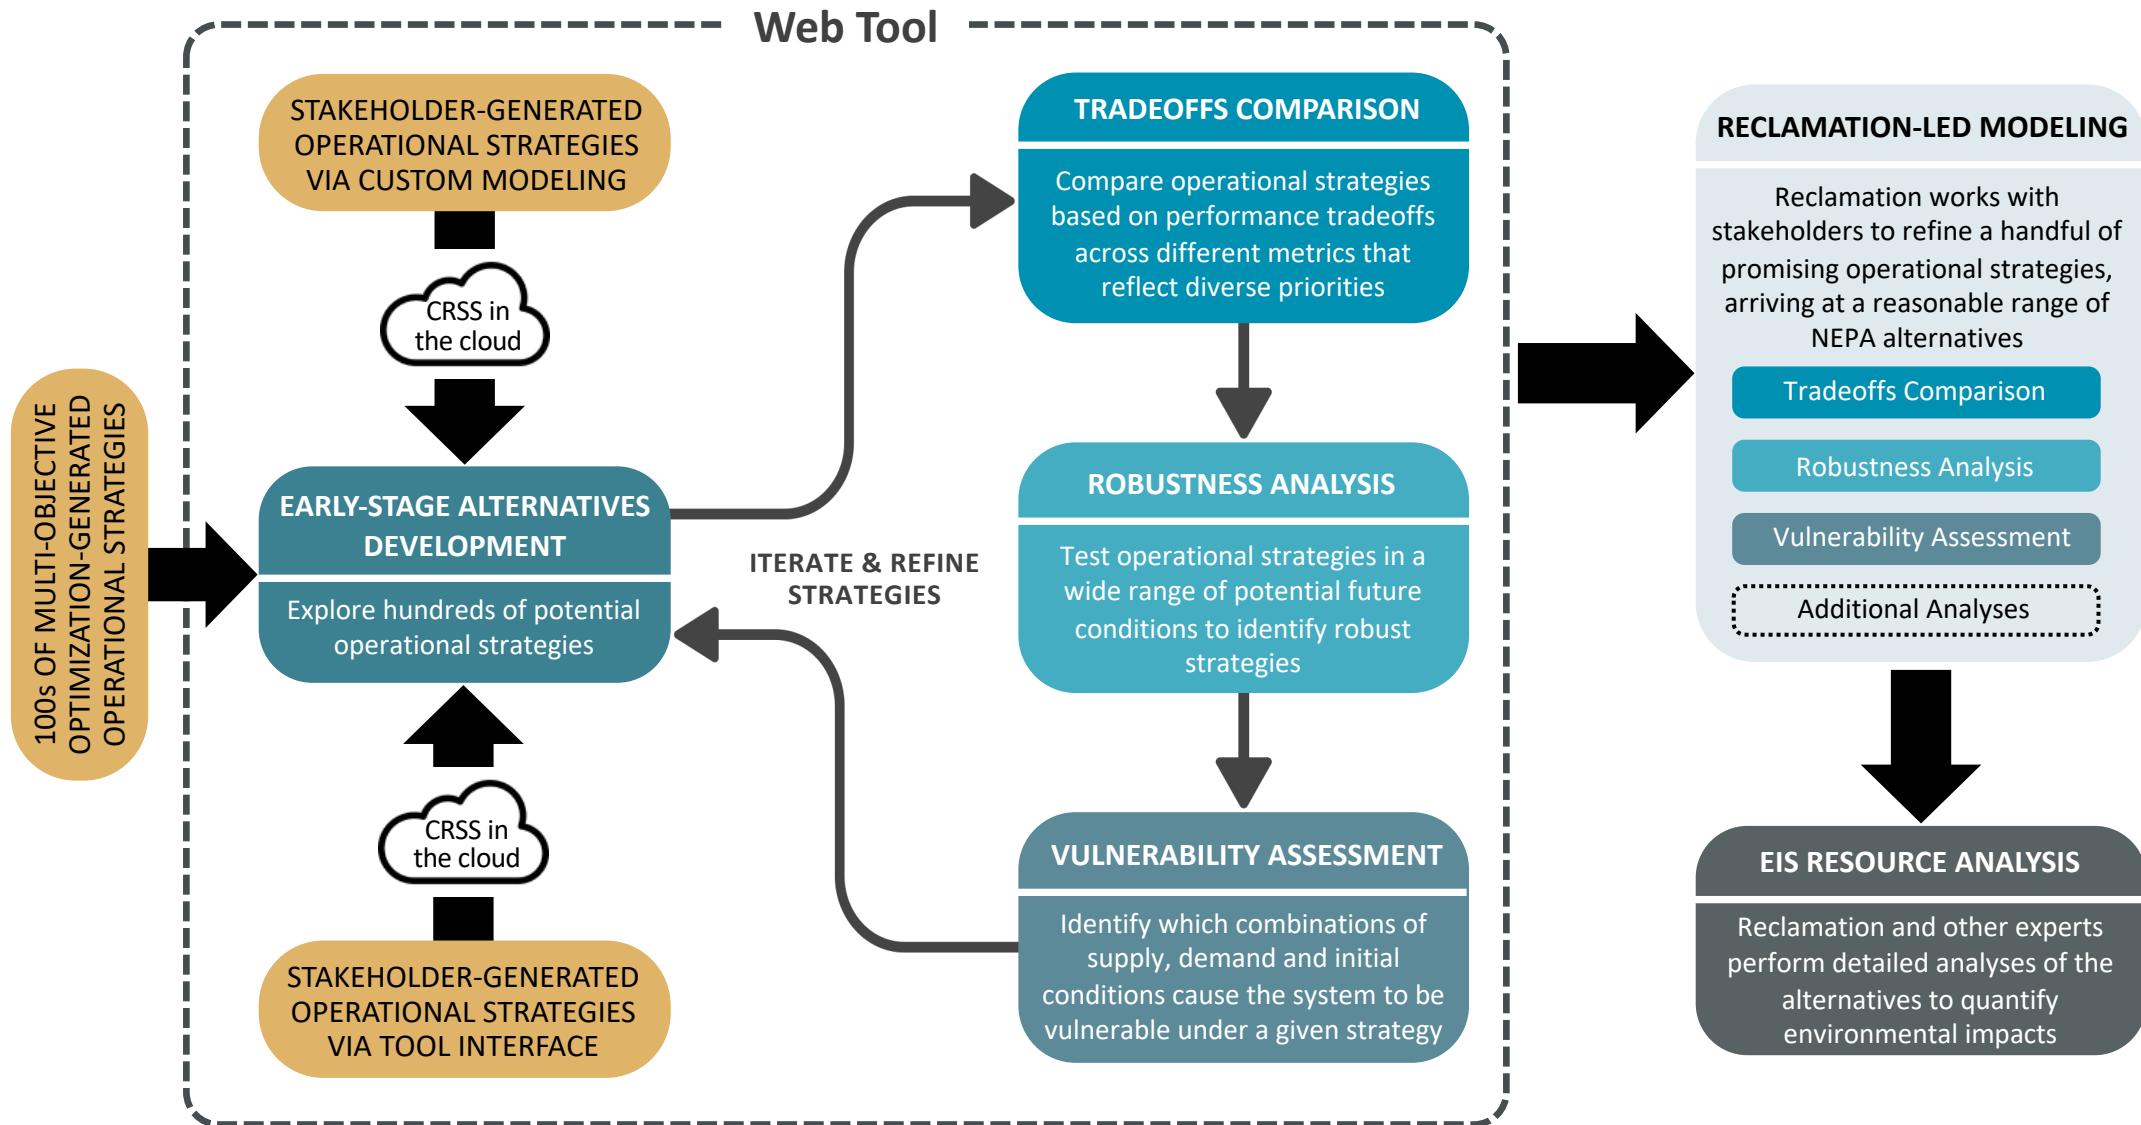 Web Tool
100s OF MULTI-OBJECTIVE
OPTIMIZATION-GENERATED
OPERATIONAL STRATEGIES
STAKEHOLDER-GENERATED
OPERATIONAL STRATEGIES
VIA CUSTOM MODELING
CRSS in
the cloud
EARLY-STAGE ALTERNATIVES
DEVELOPMENT
Explore hundreds of potential
operational strategies
CRSS in
the cloud
STAKEHOLDER-GENERATED
OPERATIONAL STRATEGIES
VIA TOOL INTERFACE
ITERATE & REFINE
STRATEGIES
TRADEOFFS COMPARISON
Compare operational strategies
based on performance tradeoffs
across different metrics that
reflect diverse priorities
ROBUSTNESS ANALYSIS
Test operational strategies in a
wide range of potential future
conditions to identify robust
strategies
VULNERABILITY ASSESSMENT
Identify which combinations of
supply, demand and initial
conditions cause the system to be
vulnerable under a given strategy
RECLAMATION-LED MODELING
Reclamation works with
stakeholders to refine a handful of
promising operational strategies,
arriving at a reasonable range of
NEPA alternatives
Tradeoffs Comparison
Robustness Analysis
Vulnerability Assessment
Additional Analyses
EIS RESOURCE ANALYSIS
Reclamation and other experts
perform detailed analyses of the
alternatives to quantify
environmental impacts